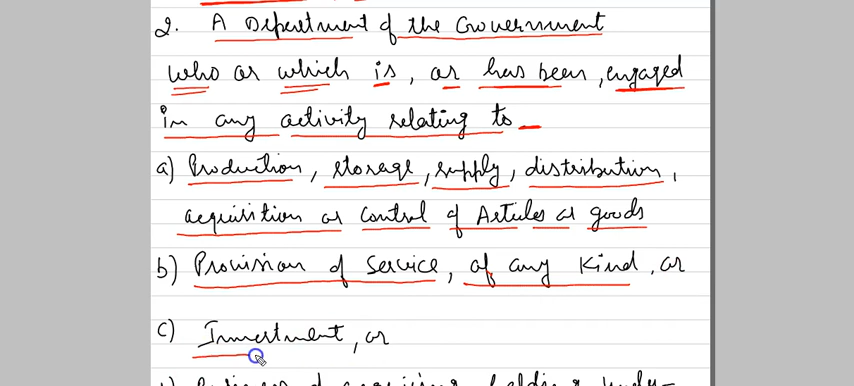 2. A Department of the Government
who or which is, or has been, engaged
in any activity relating to -
a) Production, storage, supply, distribution,
acquisition or control of Articles or goods
b) Provision of Service, of any kind, or
c) Investment, or